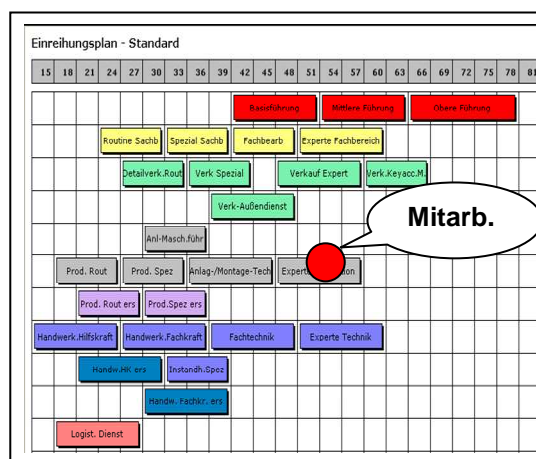 Einreihungsplan - Standard
15 18 21 24 27 30 33 36 39 42 45 48 51 54 57 60 63 66 69 72 75 78 81
Basisführung Mittlere Führung Obere Führung
Routine Sachb Spezial Sachb Fachbearb Experte Fachbereich
Detailverk.Rout Verk Spezial Verkauf Expert Verk.Keyacc.M.
Verk-Außendienst
Mitarb.
Anl-Masch.führ
Prod. Rout Prod. Spez Anlag-/Montage-Tech
Prod. Rout ers Prod.Spez ers
Handwerk.Hilfskraft Handwerk.Fachkraft Fachtechnik Experte Technik
Handw.HK ers Instandh.Spez
Handw. Fachkr. ers
Logist. Dienst